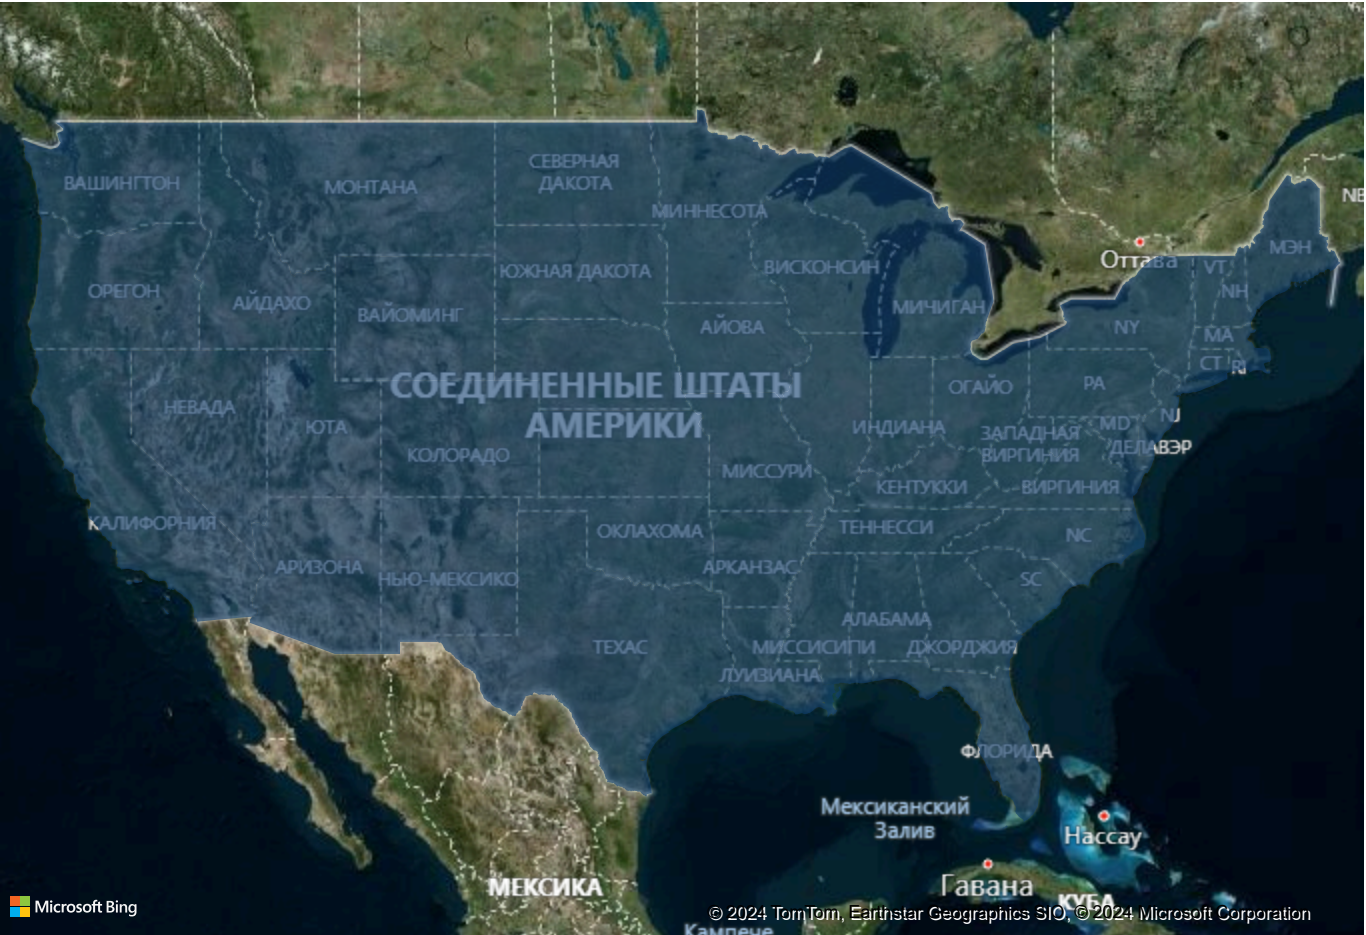 СЕВЕРНАЯ
ДАКОТА
ВАШИНГТОН
МОНТАНА
NB
МИННЕСОТА
МЭН
Оттава
VT
ЮЖНАЯ ДАКОТА
ВИСКОНСИН
ОРЕГОН
АЙДАХО
NH
ВАЙОМИНГ
МИЧИГАН
АЙОВА
NY
MA
CT
RI
СОЕДИНЕННЫЕ ШТАТЫ
АМЕРИКИ
ОГАЙО
PA
НЕВАДА
NJ
ЮТА
ИНДИАНА
MD
ЗАПАДНАЯ
ВИРГИНИЯ
ДЕЛАВЭР
КОЛОРАДО
МИССУРИ
КЕНТУККИ
ВИРГИНИЯ
КАЛИФОРНИЯ
ОКЛАХОМА
ТЕННЕССИ
NC
АРИЗОНА
НЬЮ-МЕКСИКО
АРКАНЗАС
SC
АЛАБАМА
ТЕХАС
МИССИСИПИ
ДЖОРДЖИЯ
ЛУИЗИАНА
ФЛОРИДА
Мексиканский
Залив
Нассау
МЕКСИКА
Гавана
КУБА
Microsoft Bing
© 2024 TomTom, Earthstar Geographics SIO, © 2024 Microsoft Corporation
Кампече